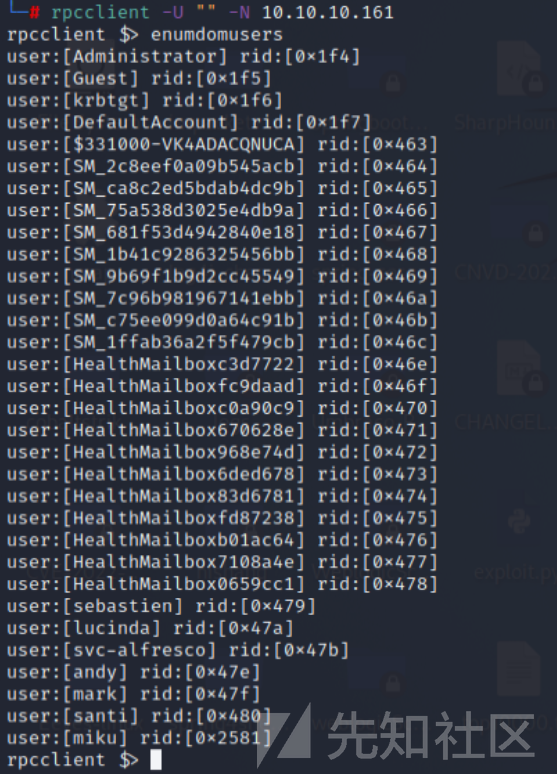 └─# rpcclient -U "" -N 10.10.10.161
rpcclient $> enumdomusers
user:[Administrator] rid:[0×1f4]
user:[Guest] rid:[0×1f5]
user:[krbtgt] rid:[0×1f6]
user:[DefaultAccount] rid:[0×1f7]
user:[$331000-VK4ADACQNUCA] rid:[0×463]
user:[SM_2c8eef0a09b545acb] rid:[0×464]
user:[SM_ca8c2ed5bdab4dc9b] rid:[0×465]
user:[SM_75a538d3025e4db9a] rid:[0×466]
user:[SM_681f53d4942840e18] rid:[0×467]
user:[SM_1b41c9286325456bb] rid:[0×468]
user:[SM_9b69f1b9d2cc45549] rid:[0×469]
user:[SM_7c96b981967141ebb] rid:[0×46a]
user:[SM_c75ee099d0a64c91b] rid:[0×46b]
user:[SM_1ffab36a2f5f479cb] rid:[0×46c]
user:[HealthMailboxc3d7722] rid:[0×46e]
user:[HealthMailboxfc9daad] rid:[0×46f]
user:[HealthMailboxc0a90c9] rid:[0×470]
user:[HealthMailbox670628e] rid:[0×471]
user:[HealthMailbox968e74d] rid:[0×472]
user:[HealthMailbox6ded678] rid:[0×473]
user:[HealthMailbox83d6781] rid:[0×474]
user:[HealthMailboxfd87238] rid:[0×475]
user:[HealthMailboxb01ac64] rid:[0×476]
user:[HealthMailbox7108a4e] rid:[0×477]
user:[HealthMailbox0659cc1] rid:[0×478]
user:[sebastien] rid:[0×479]
user:[lucinda] rid:[0×47a]
user:[svc-alfresco] rid:[0×47b]
user:[andy] rid:[0×47e]
user:[mark] rid:[0×47f]
user:[santi] rid:[0×480]
user:[miku] rid:[0×2581]
rpcclient $>
先知社区
SharpHoun
CNVD-202
CHANGEL
exploit.p